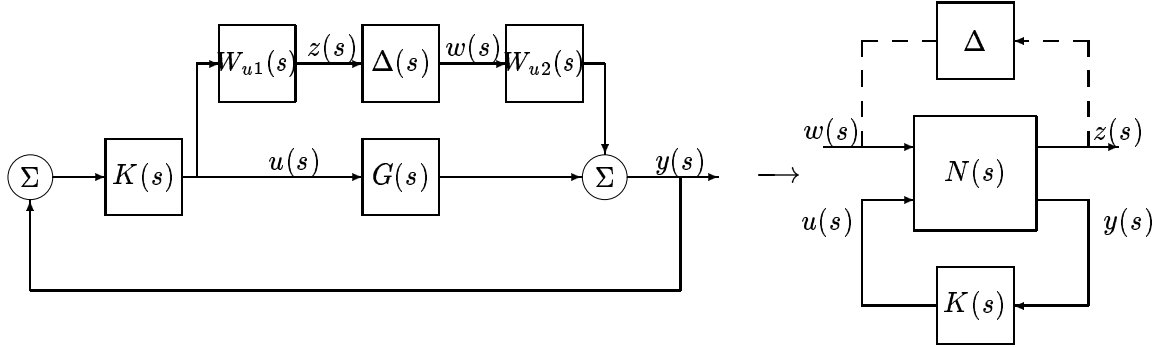 W_{u1}(s) z(s) Δ(s) w(s) W_{u2}(s)
Σ K(s) u(s) G(s) Σ y(s)
→
Δ
w(s) N(s) z(s)
u(s) y(s)
K(s)